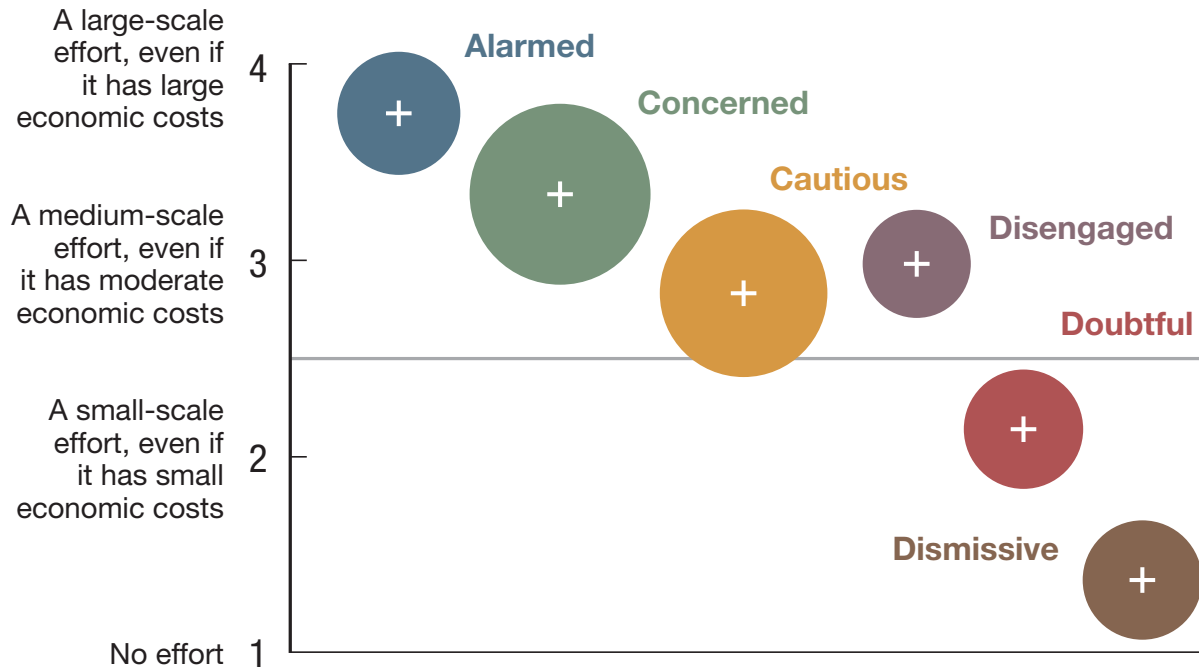 A large-scale
effort, even if
it has large
economic costs
4
Alarmed
Concerned
Cautious
A medium-scale
effort, even if
it has moderate
economic costs
3
Disengaged
Doubtful
A small-scale
effort, even if
it has small
economic costs
2
Dismissive
No effort
1